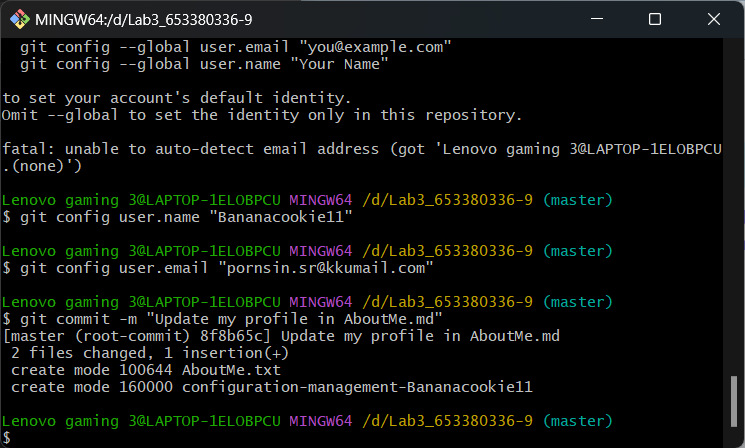 MINGW64:/d/Lab3_653380336-9
  git config --global user.email "you@example.com"
  git config --global user.name "Your Name"
to set your account's default identity.
Omit --global to set the identity only in this repository.
fatal: unable to auto-detect email address (got 'Lenovo gaming 3@LAPTOP-1ELOBPCU
.(none)')
Lenovo gaming 3@LAPTOP-1ELOBPCU MINGW64 /d/Lab3_653380336-9 (master)
$ git config user.name "Bananacookie11"
Lenovo gaming 3@LAPTOP-1ELOBPCU MINGW64 /d/Lab3_653380336-9 (master)
$ git config user.email "pornsin.sr@kkumail.com"
Lenovo gaming 3@LAPTOP-1ELOBPCU MINGW64 /d/Lab3_653380336-9 (master)
$ git commit -m "Update my profile in AboutMe.md"
[master (root-commit) 8f8b65c] Update my profile in AboutMe.md
 2 files changed, 1 insertion(+)
 create mode 100644 AboutMe.txt
 create mode 160000 configuration-management-Bananacookie11
Lenovo gaming 3@LAPTOP-1ELOBPCU MINGW64 /d/Lab3_653380336-9 (master)
$